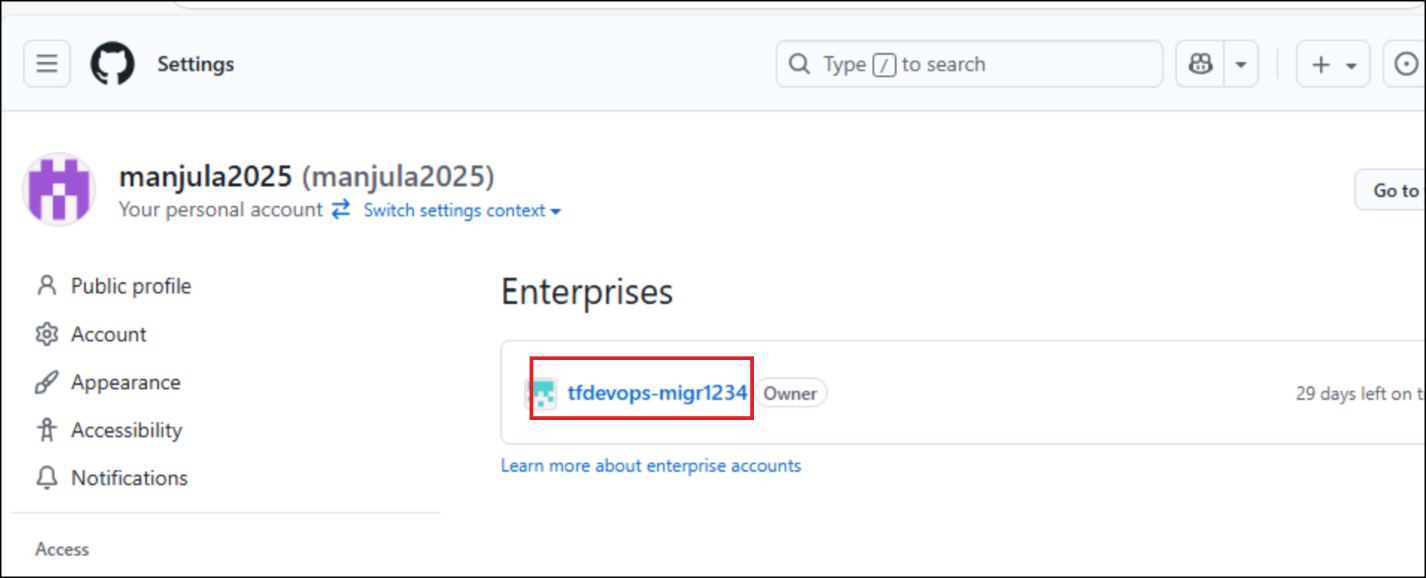 Settings
Type / to search
manjula2025 (manjula2025)
Your personal account Switch settings context
Go to
Public profile
Account
Appearance
Accessibility
Notifications
Access
Enterprises
tfdevops-migr1234 Owner
29 days left on
Learn more about enterprise accounts